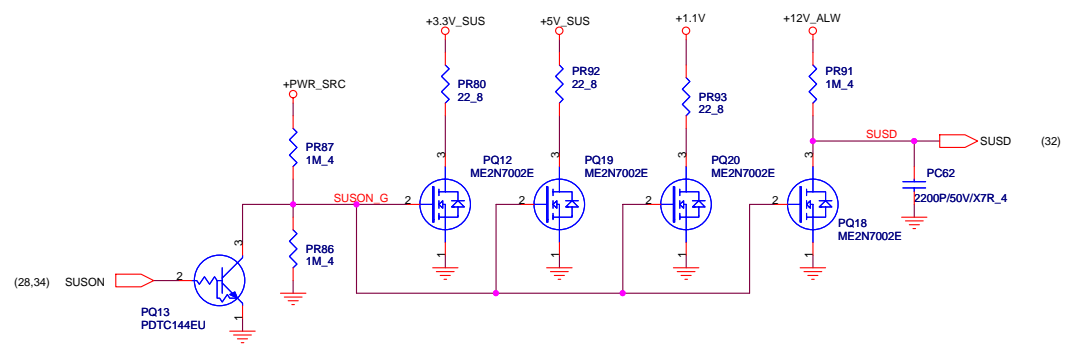 +3.3V_SUS
+5V_SUS
+1.1V
+12V_ALW
PR80
22_8
PR92
22_8
PR93
22_8
PR91
1M_4
+PWR_SRC
PR87
1M_4
SUSD
SUSD
(32)
3
3
3
3
PQ12
ME2N7002E
PQ19
ME2N7002E
PQ20
ME2N7002E
PC62
2200P/50V/X7R_4
SUSON_G
2
2
2
2
PQ18
ME2N7002E
3
PR86
1M_4
1
1
1
1
(28,34)
SUSON
2
PQ13
PDTC144EU
1